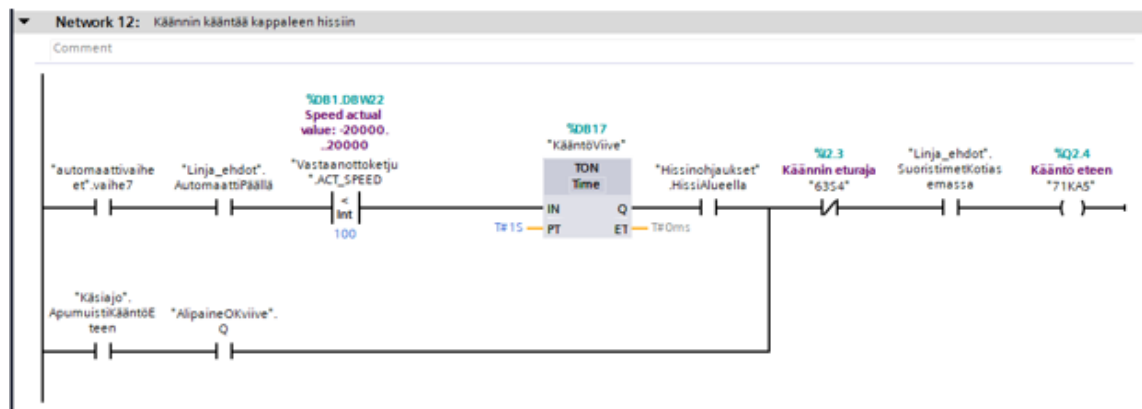 Network 12: Käännin kääntää kappaleen hissiin
Comment
%DB1.DBW22
Speed actual
value: -20000.
..20000
"Vastaanottoketju
".ACT_SPEED
<
Int
100
"automaattivaihe
et".vaihe7
"Linja_ehdot".
AutomaattiPäällä
%DB17
"KääntöViive"
TON
Time
IN Q
T#1S PT ET T#0ms
"Hissinohjaukset"
.HissiAlueella
%I2.3
Käännin eturaja
"63S4"
"Linja_ehdot".
SuoristimetKotias
emassa
%Q2.4
Kääntö eteen
"71KA5"
"Käsiajo".
ApumuistiKääntöE
teen
"AlipaineOKviive".
Q